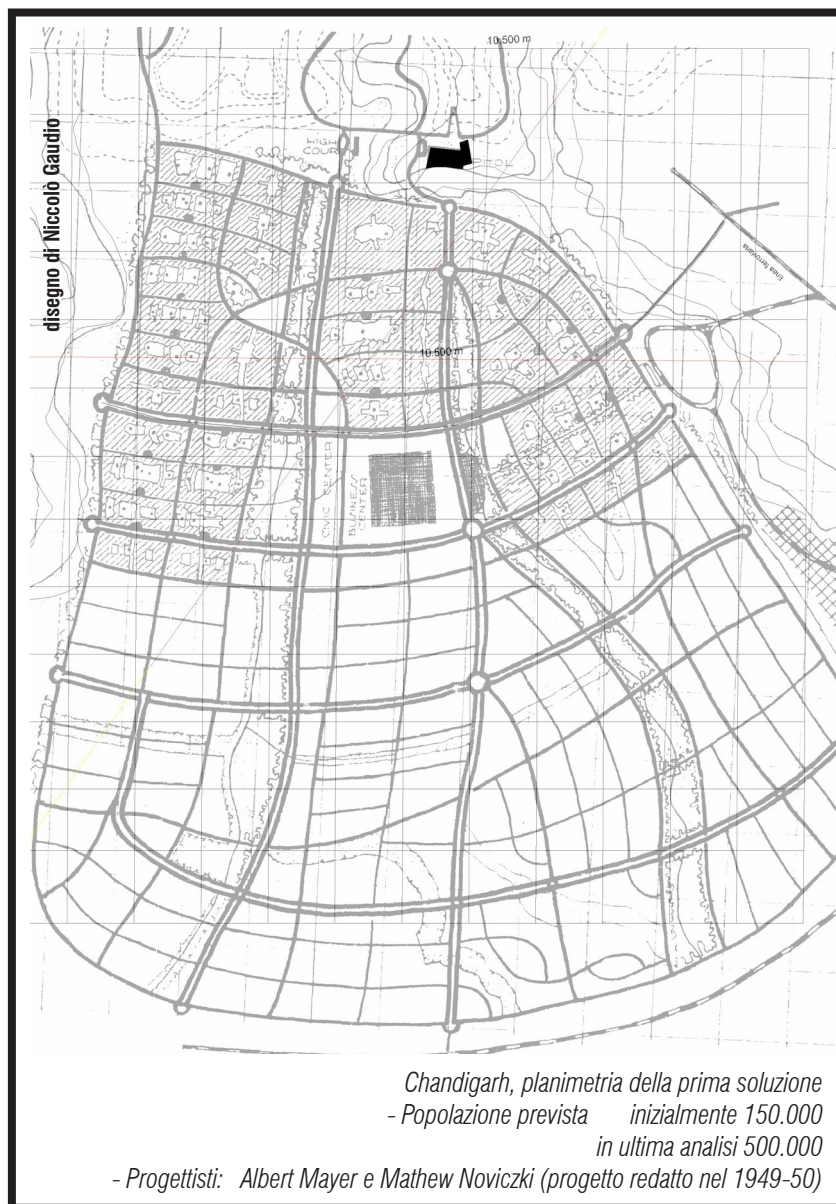 10.500 m
disegno di Niccolò Gaudio
HIGH
COUR
PITOL
linea ferroviaria
10.500 m
CIVIC CENTER
BUSINESS
CENTER
Chandigarh, planimetria della prima soluzione
- Popolazione prevista inizialmente 150.000
in ultima analisi 500.000
- Progettisti: Albert Mayer e Mathew Noviczki (progetto redatto nel 1949-50)